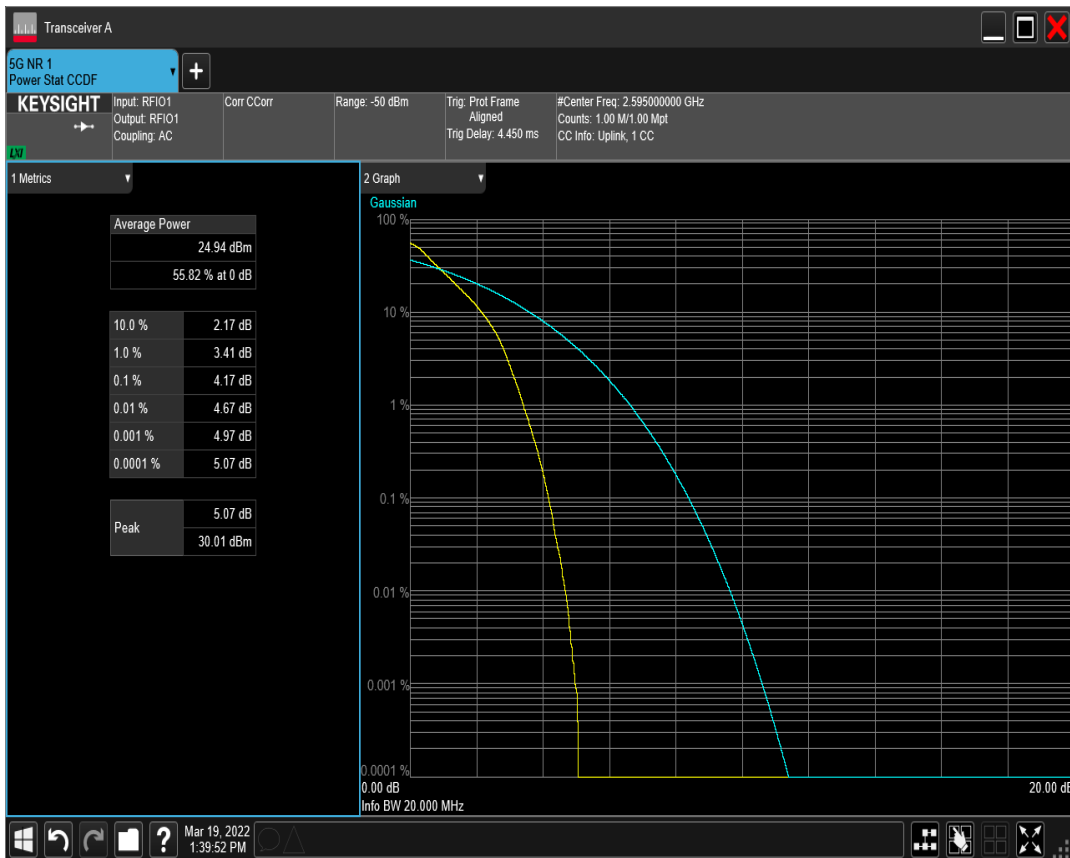 Transceiver A
5G NR 1
Power Stat CCDF
KEYSIGHT
LXI
Input: RFIO1
Output: RFIO1
Coupling: AC
Corr CCorr
Range: -50 dBm
Trig: Prot Frame
Aligned
Trig Delay: 4.450 ms
#Center Freq: 2.595000000 GHz
Counts: 1.00 M/1.00 Mpt
CC Info: Uplink, 1 CC
1 Metrics
Average Power
24.94 dBm
55.82 % at 0 dB
10.0 % 2.17 dB
1.0 % 3.41 dB
0.1 % 4.17 dB
0.01 % 4.67 dB
0.001 % 4.97 dB
0.0001 % 5.07 dB
Peak
5.07 dB
30.01 dBm
2 Graph
Gaussian
100 %
10 %
1 %
0.1 %
0.01 %
0.001 %
0.0001 %
0.00 dB
20.00 dB
Info BW 20.000 MHz
?
Mar 19, 2022
1:39:52 PM